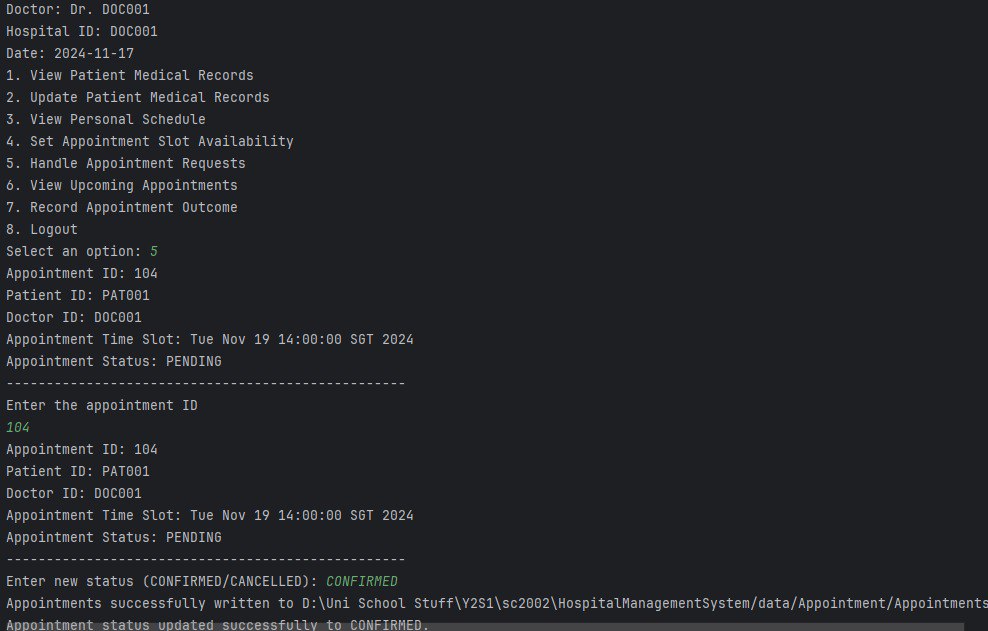 Doctor: Dr. DOC001
Hospital ID: DOC001
Date: 2024-11-17
1. View Patient Medical Records
2. Update Patient Medical Records
3. View Personal Schedule
4. Set Appointment Slot Availability
5. Handle Appointment Requests
6. View Upcoming Appointments
7. Record Appointment Outcome
8. Logout
Select an option: 5
Appointment ID: 104
Patient ID: PAT001
Doctor ID: DOC001
Appointment Time Slot: Tue Nov 19 14:00:00 SGT 2024
Appointment Status: PENDING
--------------------------------------------------
Enter the appointment ID
104
Appointment ID: 104
Patient ID: PAT001
Doctor ID: DOC001
Appointment Time Slot: Tue Nov 19 14:00:00 SGT 2024
Appointment Status: PENDING
--------------------------------------------------
Enter new status (CONFIRMED/CANCELLED): CONFIRMED
Appointments successfully written to D:\Uni School Stuff\Y2S1\sc2002\HospitalManagementSystem/data/Appointment/Appointments
Appointment status updated successfully to CONFIRMED.